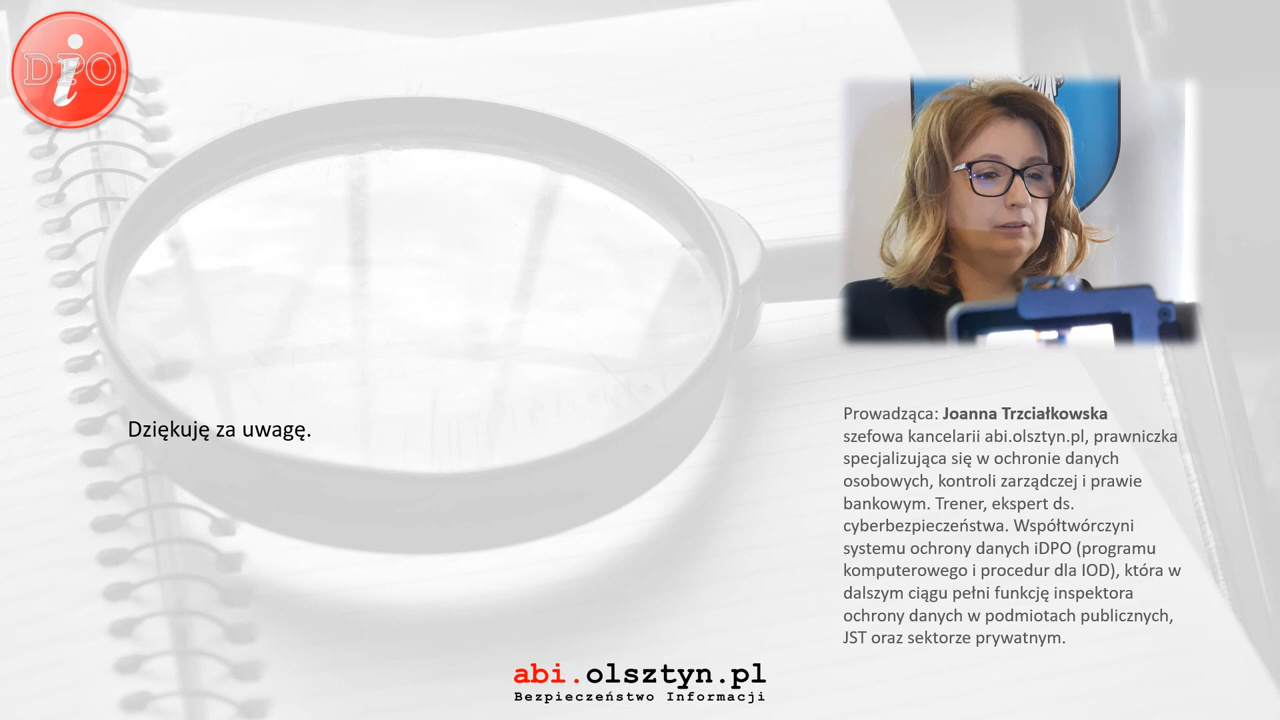 DPO
i
Dziękuję za uwagę.
Prowadząca: Joanna Trzciałkowska
szefowa kancelarii abi.olsztyn.pl, prawniczka
specjalizująca się w ochronie danych
osobowych, kontroli zarządczej i prawie
bankowym. Trener, ekspert ds.
cyberbezpieczeństwa. Współtwórczyni
systemu ochrony danych iDPO (programu
komputerowego i procedur dla IOD), która w
dalszym ciągu pełni funkcję inspektora
ochrony danych w podmiotach publicznych,
JST oraz sektorze prywatnym.
abi.olsztyn.pl
Bezpieczeństwo Informacji